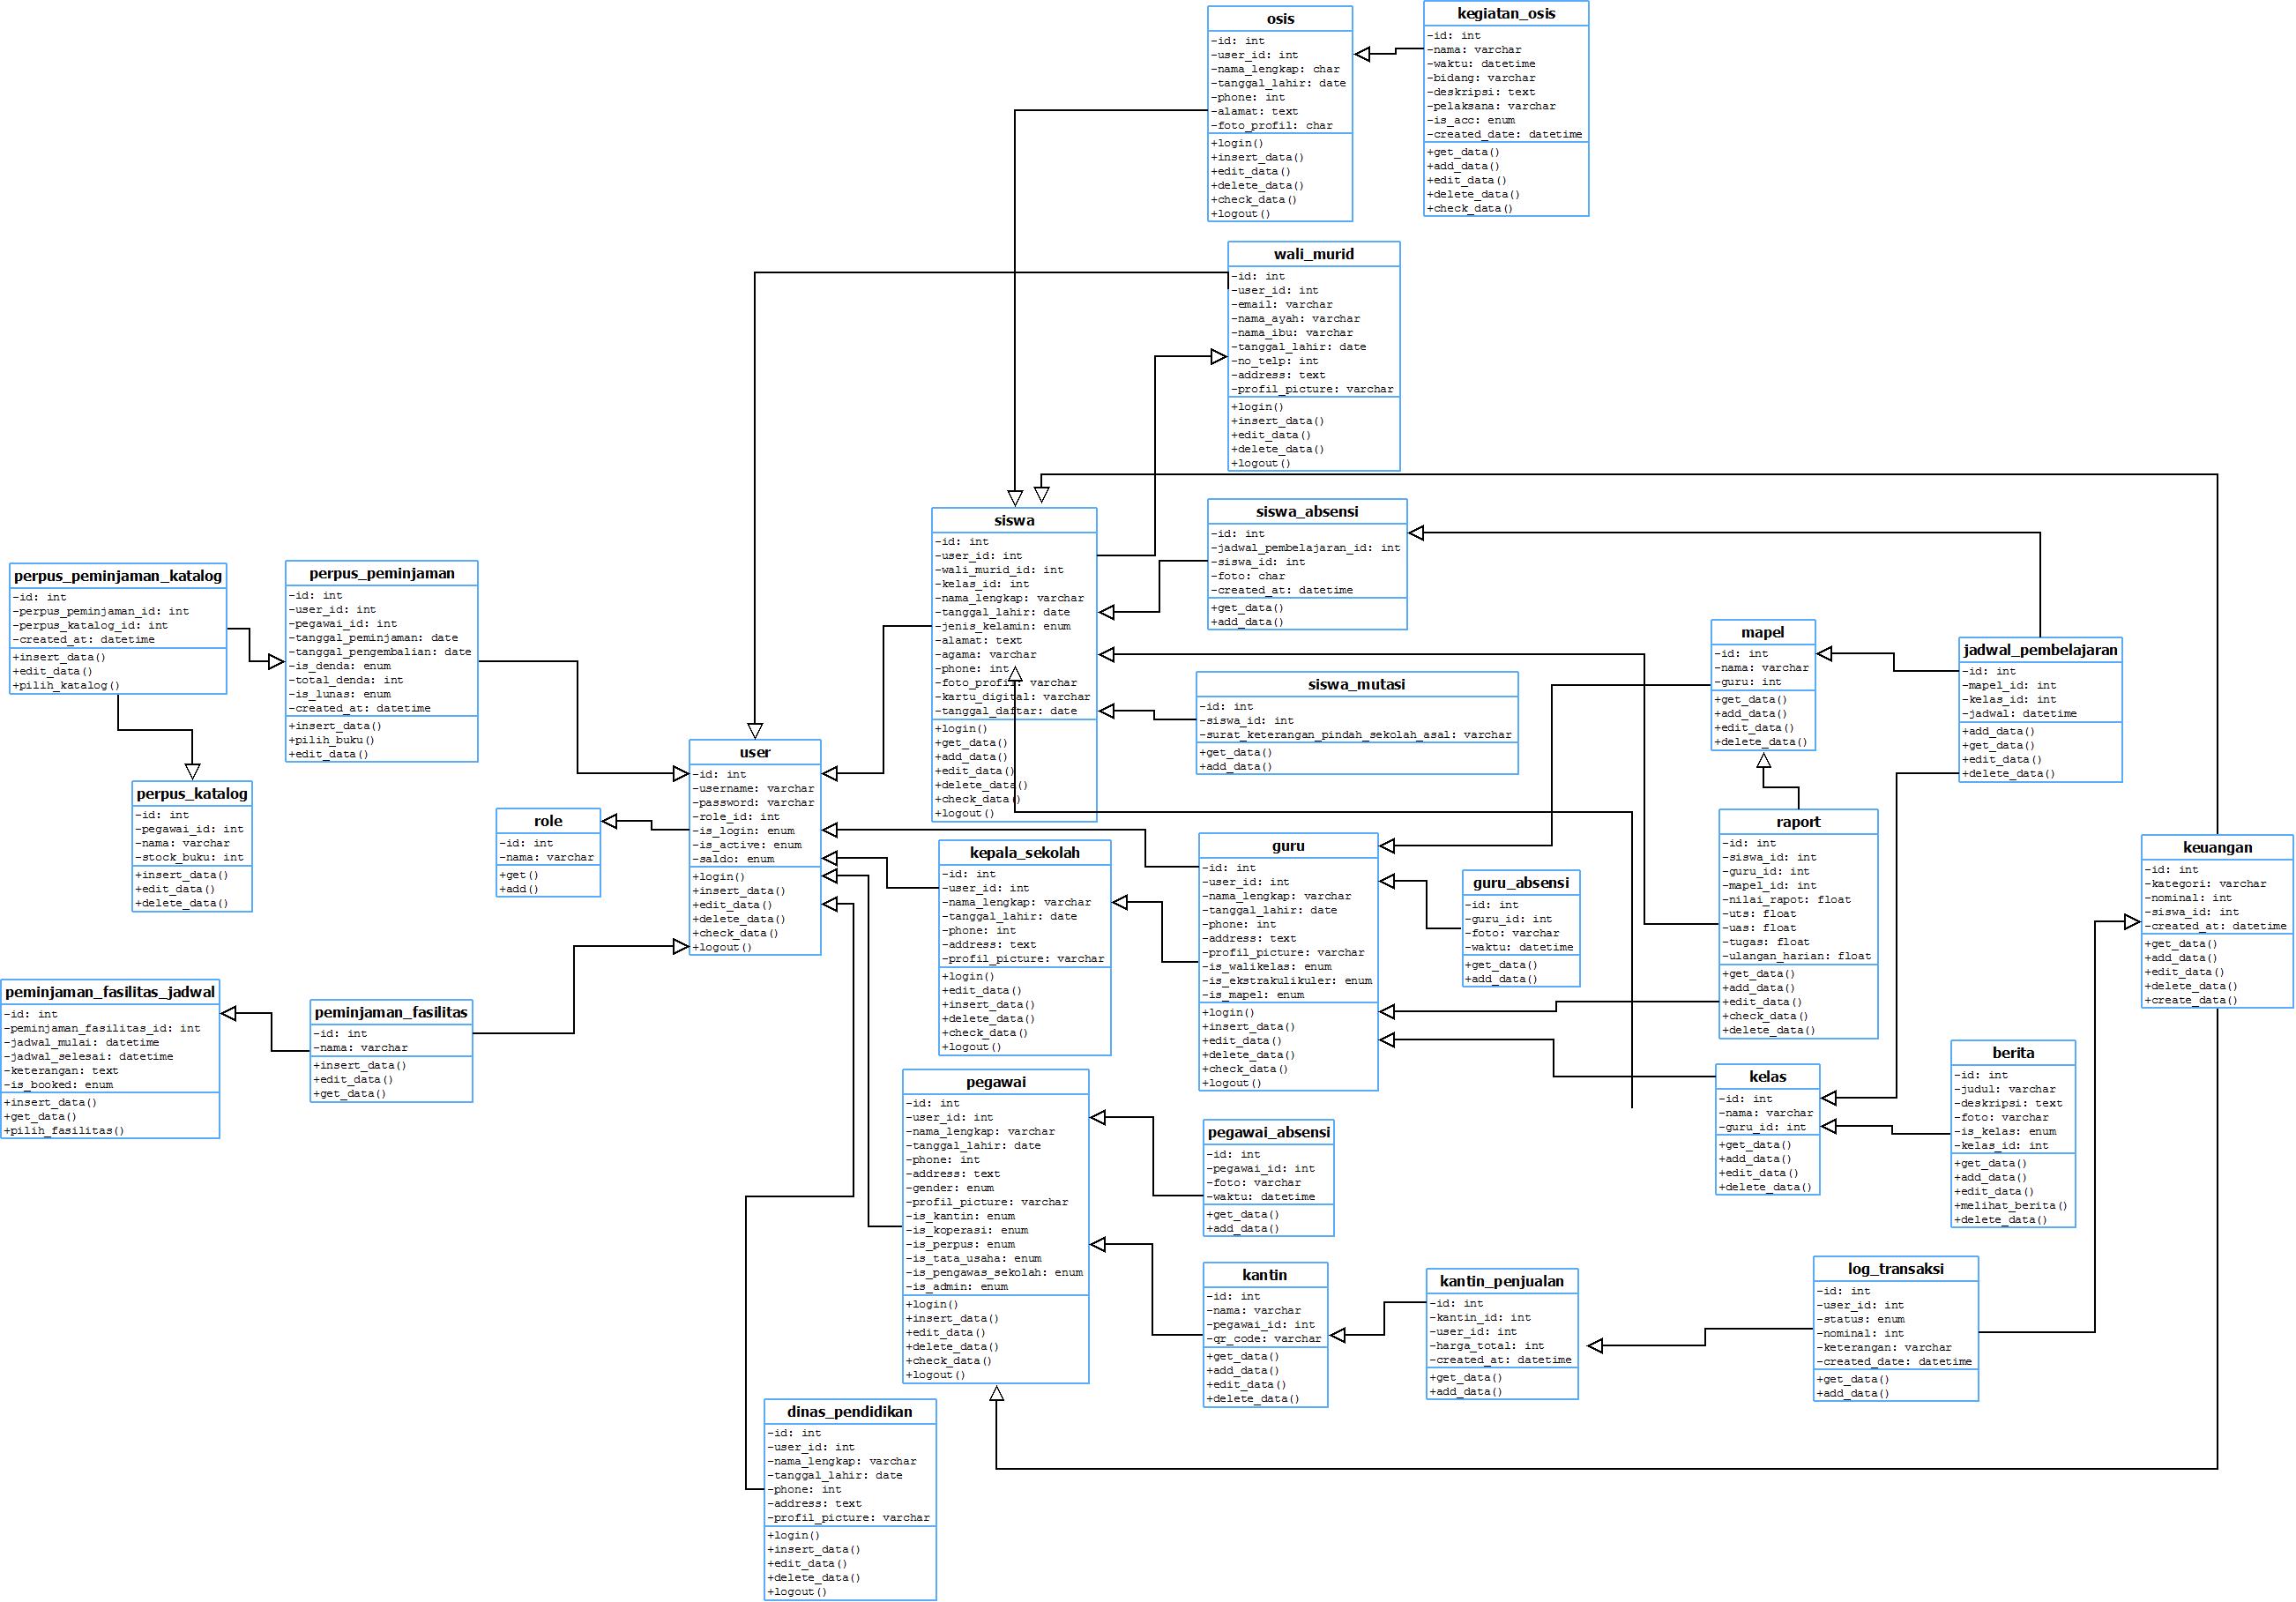 osis
-id: int
-user_id: int
-nama_lengkap: char
-tanggal_lahir: date
-phone: int
-alamat: text
-foto_profil: char
+login()
+insert_data()
+edit_data()
+delete_data()
+check_data()
+logout()
kegiatan_osis
-id: int
-nama: varchar
-waktu: datetime
-bidang: varchar
-deskripsi: text
-pelaksana: varchar
-is_acc: enum
-created_date: datetime
+get_data()
+add_data()
+edit_data()
+delete_data()
+check_data()
wali_murid
-id: int
-user_id: int
-email: varchar
-nama_ayah: varchar
-nama_ibu: varchar
-tanggal_lahir: date
-no_telp: int
-address: text
-profil_picture: varchar
+login()
+insert_data()
+edit_data()
+delete_data()
+logout()
siswa
-id: int
-user_id: int
-wali_murid_id: int
-kelas_id: int
-nama_lengkap: varchar
-tanggal_lahir: date
-jenis_kelamin: enum
-alamat: text
-agama: varchar
-phone: int
-foto_profil: varchar
-kartu_digital: varchar
-tanggal_daftar: date
+login()
+get_data()
+add_data()
+edit_data()
+delete_data()
+check_data()
+logout()
siswa_absensi
-id: int
-jadwal_pembelajaran_id: int
-siswa_id: int
-foto: char
-created_at: datetime
+get_data()
+add_data()
siswa_mutasi
-id: int
-siswa_id: int
-surat_keterangan_pindah_sekolah_asal: varchar
+get_data()
+add_data()
perpus_peminjaman_katalog
-id: int
-perpus_peminjaman_id: int
-perpus_katalog_id: int
-created_at: datetime
+insert_data()
+edit_data()
+pilih_katalog()
perpus_peminjaman
-id: int
-user_id: int
-pegawai_id: int
-tanggal_peminjaman: date
-tanggal_pengembalian: date
-is_denda: enum
-total_denda: int
-is_lunas: enum
-created_at: datetime
+insert_data()
+pilih_buku()
+edit_data()
perpus_katalog
-id: int
-pegawai_id: int
-nama: varchar
-stock_buku: int
+insert_data()
+edit_data()
+delete_data()
mapel
-id: int
-nama: varchar
-guru: int
+get_data()
+add_data()
+edit_data()
+delete_data()
jadwal_pembelajaran
-id: int
-mapel_id: int
-kelas_id: int
-jadwal: datetime
+add_data()
+get_data()
+edit_data()
+delete_data()
user
-id: int
-username: varchar
-password: varchar
-role_id: int
-is_login: enum
-is_active: enum
-saldo: enum
+login()
+insert_data()
+edit_data()
+delete_data()
+check_data()
+logout()
role
-id: int
-nama: varchar
+get()
+add()
kepala_sekolah
-id: int
-user_id: int
-nama_lengkap: varchar
-tanggal_lahir: date
-phone: int
-address: text
-profil_picture: varchar
+login()
+edit_data()
+insert_data()
+delete_data()
+check_data()
+logout()
guru
-id: int
-user_id: int
-nama_lengkap: varchar
-tanggal_lahir: date
-phone: int
-address: text
-profil_picture: varchar
-is_walikelas: enum
-is_ekstrakulikuler: enum
-is_mapel: enum
+login()
+insert_data()
+edit_data()
+delete_data()
+check_data()
+logout()
guru_absensi
-id: int
-guru_id: int
-foto: varchar
-waktu: datetime
+get_data()
+add_data()
raport
-id: int
-siswa_id: int
-guru_id: int
-mapel_id: int
-nilai_rapot: float
-uts: float
-uas: float
-tugas: float
-ulangan_harian: float
+get_data()
+add_data()
+edit_data()
+check_data()
+delete_data()
keuangan
-id: int
-kategori: varchar
-nominal: int
-siswa_id: int
-created_at: datetime
+get_data()
+add_data()
+edit_data()
+delete_data()
+create_data()
peminjaman_fasilitas_jadwal
-id: int
-peminjaman_fasilitas_id: int
-jadwal_mulai: datetime
-jadwal_selesai: datetime
-keterangan: text
-is_booked: enum
+insert_data()
+get_data()
+pilih_fasilitas()
peminjaman_fasilitas
-id: int
-nama: varchar
+insert_data()
+edit_data()
+get_data()
pegawai
-id: int
-user_id: int
-nama_lengkap: varchar
-tanggal_lahir: date
-phone: int
-address: text
-gender: enum
-profil_picture: varchar
-is_kantin: enum
-is_koperasi: enum
-is_perpus: enum
-is_tata_usaha: enum
-is_pengawas_sekolah: enum
-is_admin: enum
+login()
+insert_data()
+edit_data()
+delete_data()
+check_data()
+logout()
pegawai_absensi
-id: int
-pegawai_id: int
-foto: varchar
-waktu: datetime
+get_data()
+add_data()
kelas
-id: int
-nama: varchar
-guru_id: int
+get_data()
+add_data()
+edit_data()
+delete_data()
berita
-id: int
-judul: varchar
-deskripsi: text
-foto: varchar
-is_kelas: enum
-kelas_id: int
+get_data()
+add_data()
+edit_data()
+melihat_berita()
+delete_data()
kantin
-id: int
-nama: varchar
-pegawai_id: int
-qr_code: varchar
+get_data()
+add_data()
+edit_data()
+delete_data()
kantin_penjualan
-id: int
-kantin_id: int
-user_id: int
-harga_total: int
-created_at: datetime
+get_data()
+add_data()
log_transaksi
-id: int
-user_id: int
-status: enum
-nominal: int
-keterangan: varchar
-created_date: datetime
+get_data()
+add_data()
dinas_pendidikan
-id: int
-user_id: int
-nama_lengkap: varchar
-tanggal_lahir: date
-phone: int
-address: text
-profil_picture: varchar
+login()
+insert_data()
+edit_data()
+delete_data()
+logout()